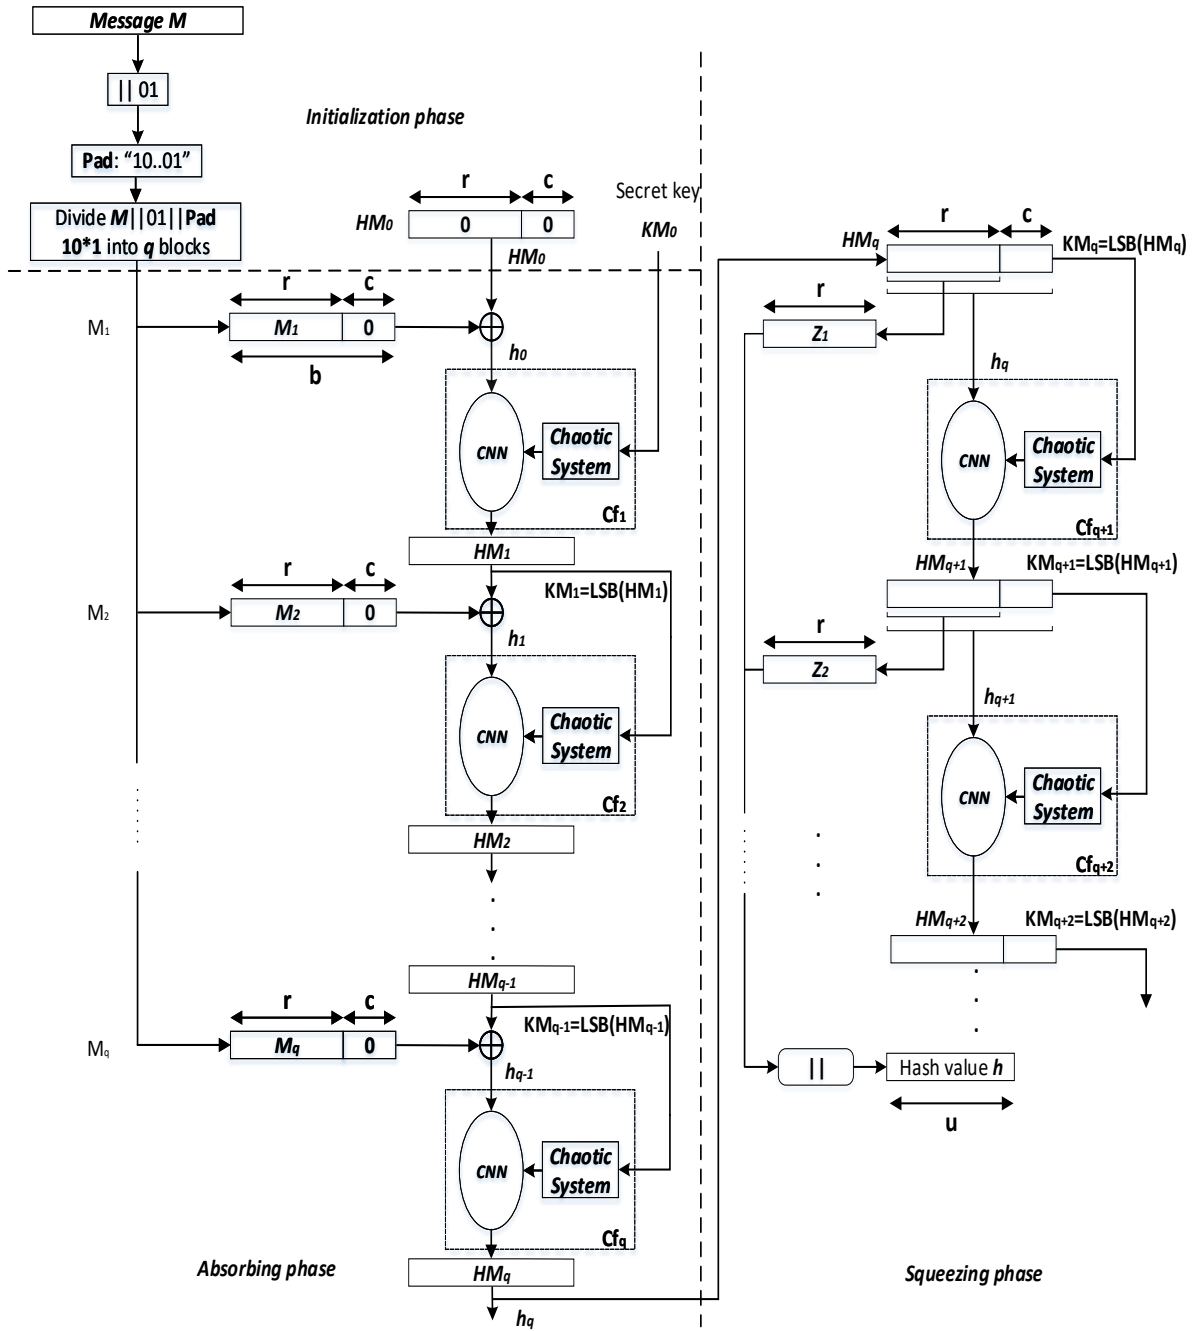 Message M
|| 01
Pad: “10..01”
Divide M||01||Pad
10*1 into q blocks
Initialization phase
r
c
Secret key
HM0
0
0
KM0
HM0
M1
r
c
M1
0
b
h0
CNN
Chaotic
System
Cf1
HM1
KM1=LSB(HM1)
M2
r
c
M2
0
h1
CNN
Chaotic
System
Cf2
HM2
.
.
.
HMq-1
KMq-1=LSB(HMq-1)
Mq
r
c
Mq
0
hq-1
CNN
Chaotic
System
Cfq
HMq
hq
Absorbing phase
r
c
HMq
KMq=LSB(HMq)
r
Z1
hq
CNN
Chaotic
System
Cfq+1
HMq+1
KMq+1=LSB(HMq+1)
r
Z2
hq+1
CNN
Chaotic
System
Cfq+2
.
.
.
HMq+2
KMq+2=LSB(HMq+2)
.
.
.
||
Hash value h
u
Squeezing phase